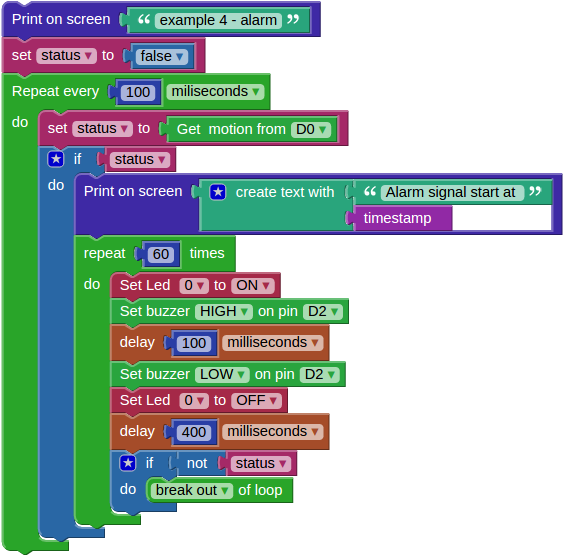 Print on screen “ example 4 - alarm ”
set status ▾ to false ▾
Repeat every 100 miliseconds ▾
do set status ▾ to Get motion from D0 ▾
if status ▾
do Print on screen create text with “ Alarm signal start at ”
timestamp
repeat 60 times
do Set Led 0 ▾ to ON ▾
Set buzzer HIGH ▾ on pin D2 ▾
delay 100 milliseconds ▾
Set buzzer LOW ▾ on pin D2 ▾
Set Led 0 ▾ to OFF ▾
delay 400 milliseconds ▾
if not status ▾
do break out ▾ of loop